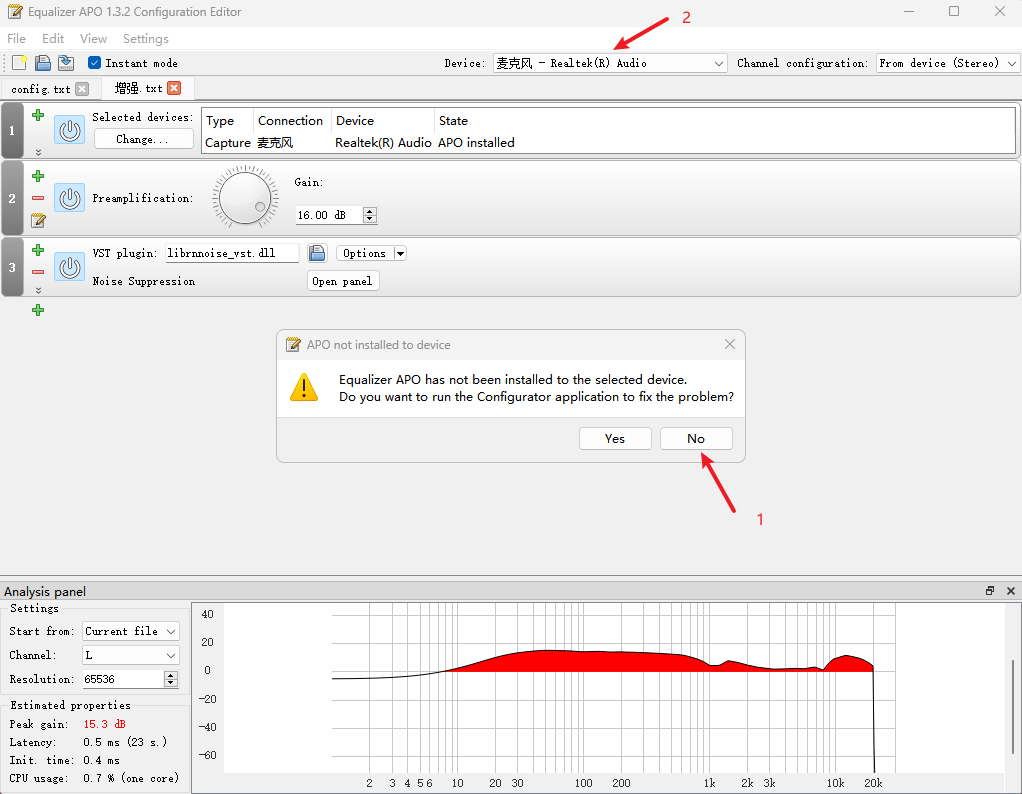 Equalizer APO 1.3.2 Configuration Editor
2
File Edit View Settings
Instant mode Device: 麦克风 - Realtek(R) Audio Channel configuration: From device (Stereo)
config.txt 增强.txt
1
Selected devices:
Change...
Type Connection Device State
Capture 麦克风 Realtek(R) Audio APO installed
2
Preamplification:
Gain:
16.00 dB
3
VST plugin: librnnoise_vst.dll Options
Noise Suppression Open panel
APO not installed to device
Equalizer APO has not been installed to the selected device.
Do you want to run the Configurator application to fix the problem?
Yes No
1
Analysis panel
Settings
Start from: Current file
Channel: L
Resolution: 65536
Estimated properties
Peak gain: 15.3 dB
Latency: 0.5 ms (23 s.)
Init. time: 0.4 ms
CPU usage: 0.7 % (one core)
40
20
0
-20
-40
-60
2 3 4 5 6 10 20 30 100 200 1k 2k 3k 10k 20k